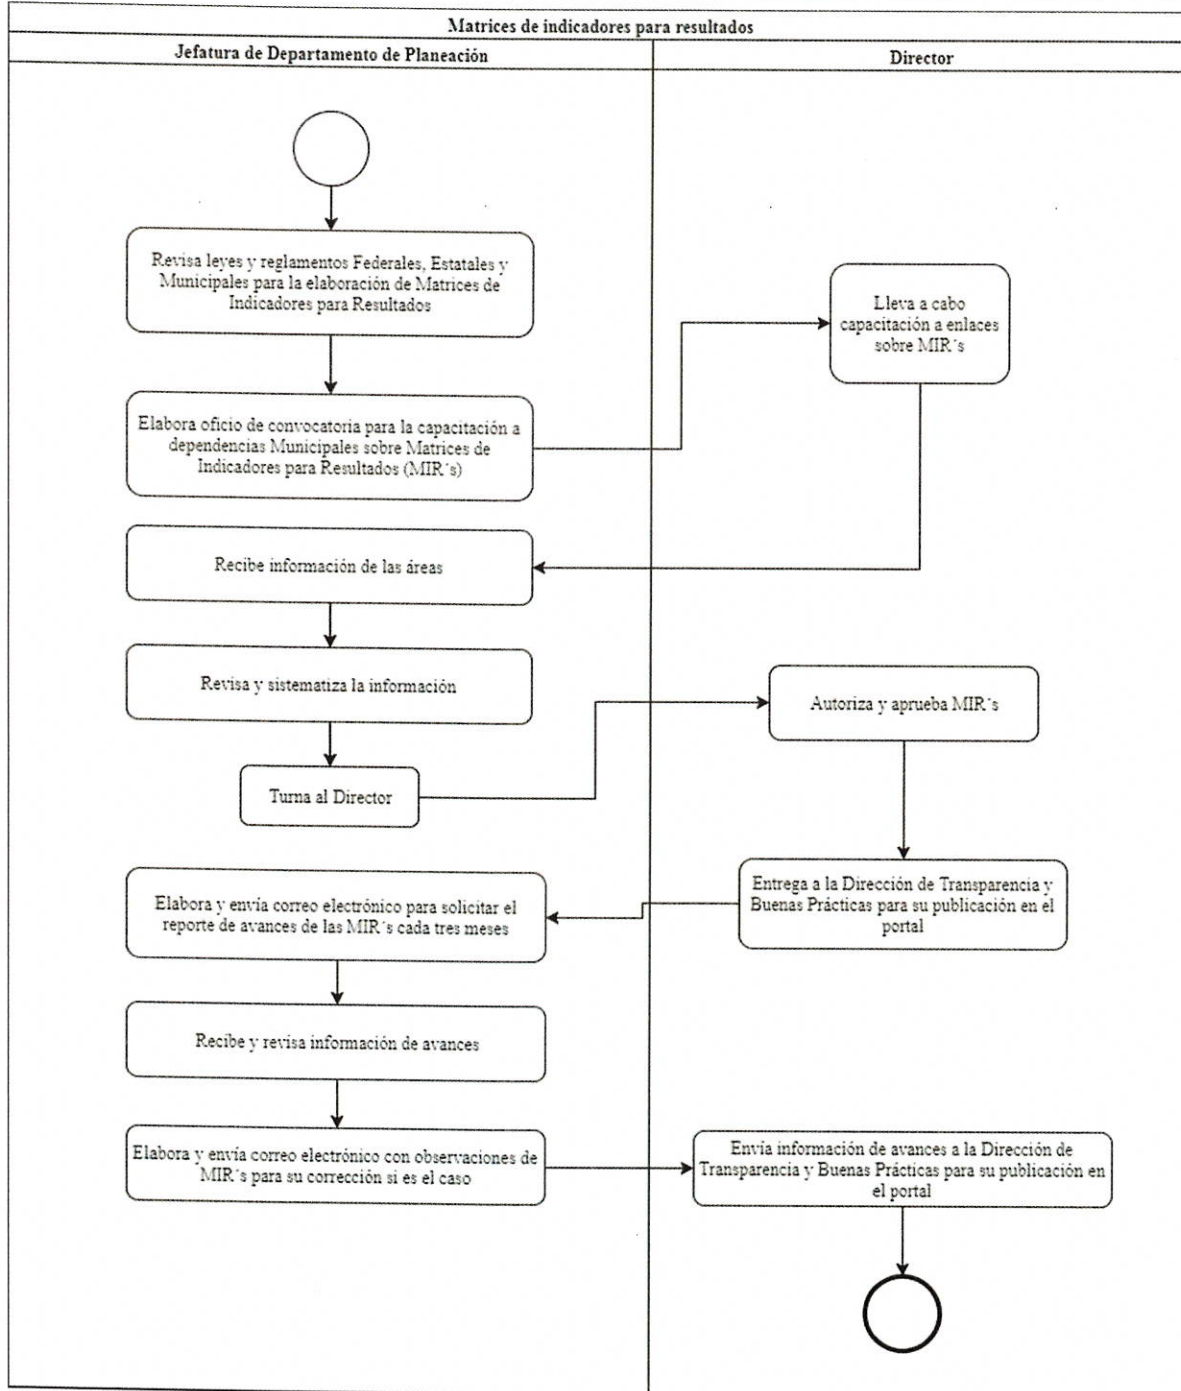 Matrices de indicadores para resultados
Jefatura de Departamento de Planeación
Director
Revisa leyes y reglamentos Federales, Estatales y
Municipales para la elaboración de Matrices de
Indicadores para Resultados
Lleva a cabo
capacitación a enlaces
sobre MIR´s
Elabora oficio de convocatoria para la capacitación a
dependencias Municipales sobre Matrices de
Indicadores para Resultados (MIR´s)
Recibe información de las áreas
Revisa y sistematiza la información
Autoriza y aprueba MIR´s
Turna al Director
Entrega a la Dirección de Transparencia y
Buenas Prácticas para su publicación en el
portal
Elabora y envía correo electrónico para solicitar el
reporte de avances de las MIR´s cada tres meses
Recibe y revisa información de avances
Elabora y envía correo electrónico con observaciones de
MIR´s para su corrección si es el caso
Envía información de avances a la Dirección de
Transparencia y Buenas Prácticas para su publicación en
el portal